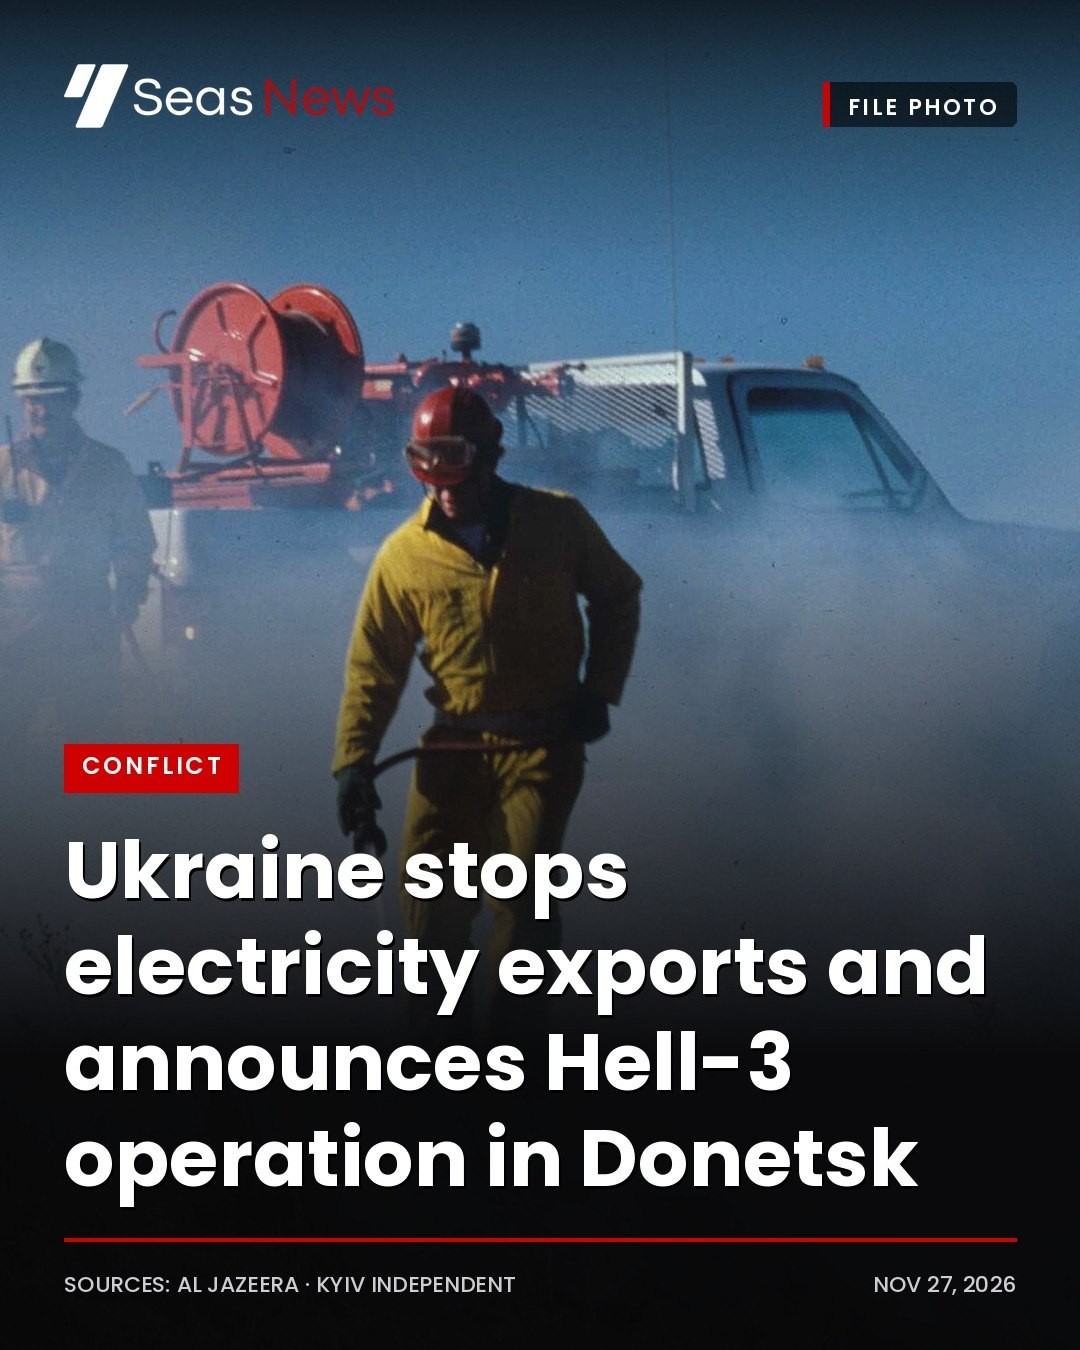 7Seas News
FILE PHOTO
CONFLICT
Ukraine stops
electricity exports and
announces Hell-3
operation in Donetsk
SOURCES: AL JAZEERA · KYIV INDEPENDENT
NOV 27, 2026